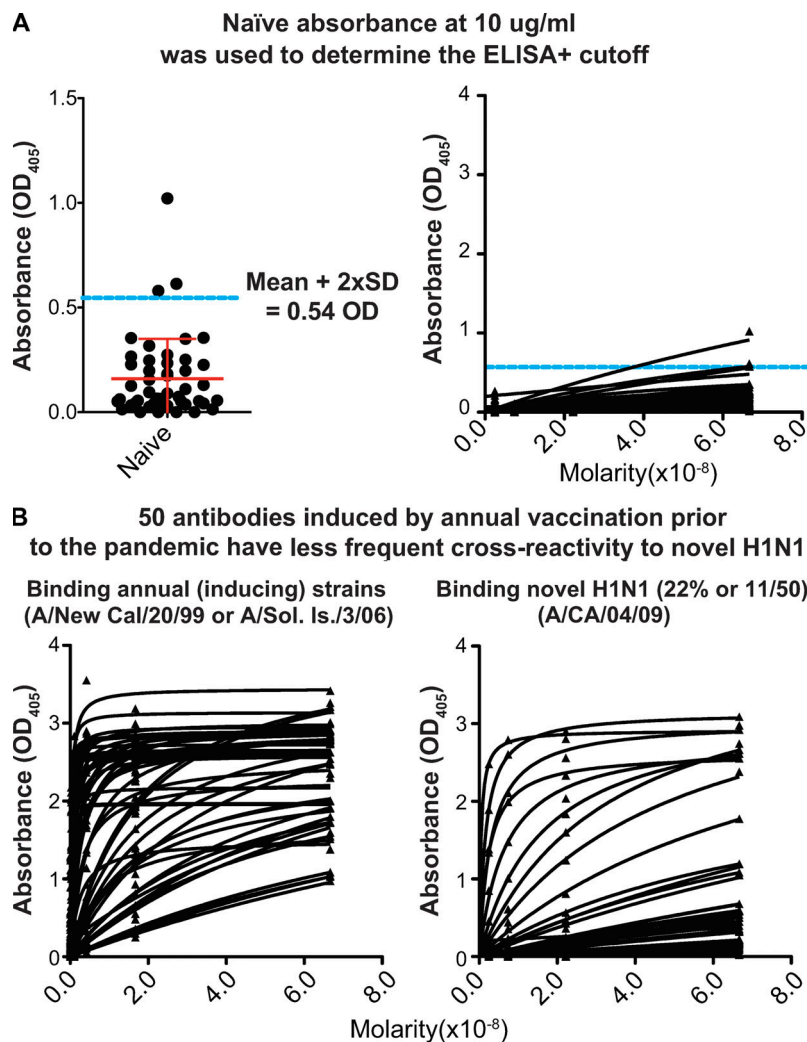 A
Naïve absorbance at 10 ug/ml
was used to determine the ELISA+ cutoff
Absorbance (OD405)
1.5
1.0
0.5
0.0
Naive
Mean + 2xSD
= 0.54 OD
Absorbance (OD405)
4
3
2
1
0
0.0
2.0
4.0
6.0
8.0
Molarity(x10-8)
B
50 antibodies induced by annual vaccination prior
to the pandemic have less frequent cross-reactivity to novel H1N1
Binding annual (inducing) strains
(A/New Cal/20/99 or A/Sol. Is./3/06)
Absorbance (OD405)
4
3
2
1
0
0.0
2.0
4.0
6.0
8.0
Binding novel H1N1 (22% or 11/50)
(A/CA/04/09)
Absorbance (OD405)
4
3
2
1
0
0.0
2.0
4.0
6.0
8.0
Molarity(x10-8)